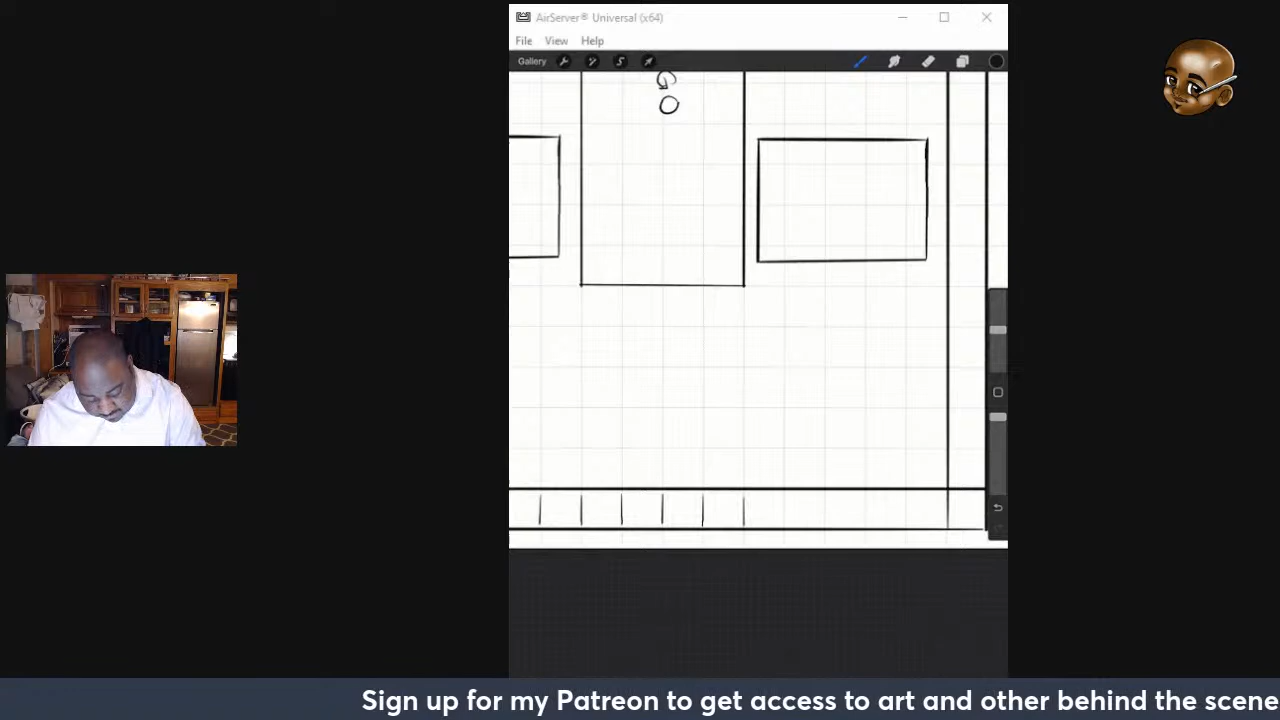 AirServer® Universal (x64)
File View Help
Gallery
Sign up for my Patreon to get access to art and other behind the scene